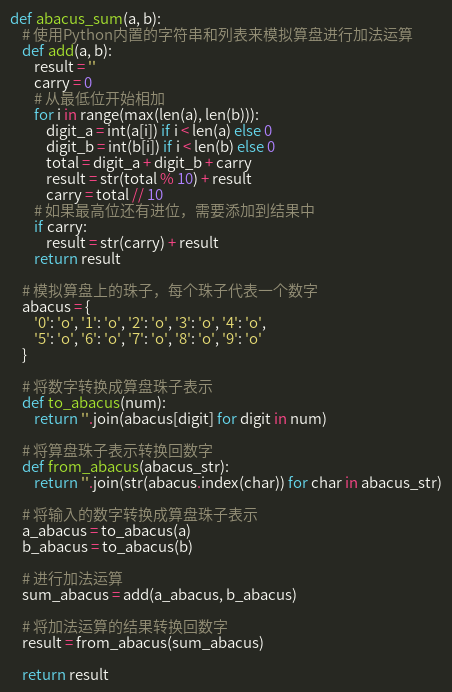 def abacus_sum(a, b):
    # 使用Python内置的字符串和列表来模拟算盘进行加法运算
    def add(a, b):
        result = ''
        carry = 0
        # 从最低位开始相加
        for i in range(max(len(a), len(b))):
            digit_a = int(a[i]) if i < len(a) else 0
            digit_b = int(b[i]) if i < len(b) else 0
            total = digit_a + digit_b + carry
            result = str(total % 10) + result
            carry = total // 10
        # 如果最高位还有进位，需要添加到结果中
        if carry:
            result = str(carry) + result
        return result

    # 模拟算盘上的珠子，每个珠子代表一个数字
    abacus = {
        '0': 'o', '1': 'o', '2': 'o', '3': 'o', '4': 'o',
        '5': 'o', '6': 'o', '7': 'o', '8': 'o', '9': 'o'
    }

    # 将数字转换成算盘珠子表示
    def to_abacus(num):
        return ''.join(abacus[digit] for digit in num)

    # 将算盘珠子表示转换回数字
    def from_abacus(abacus_str):
        return ''.join(str(abacus.index(char)) for char in abacus_str)

    # 将输入的数字转换成算盘珠子表示
    a_abacus = to_abacus(a)
    b_abacus = to_abacus(b)

    # 进行加法运算
    sum_abacus = add(a_abacus, b_abacus)

    # 将加法运算的结果转换回数字
    result = from_abacus(sum_abacus)

    return result